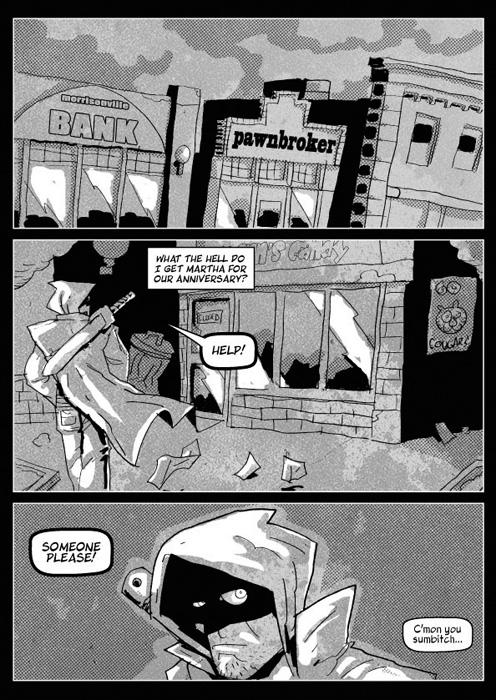 morrisonville
BANK
pawnbroker
WHAT THE HELL DO
I GET MARTHA FOR
OUR ANNIVERSARY?
CLOSED
HELP!
GO
COUGARS
SOMEONE
PLEASE!
C'mon you
sumbitch...